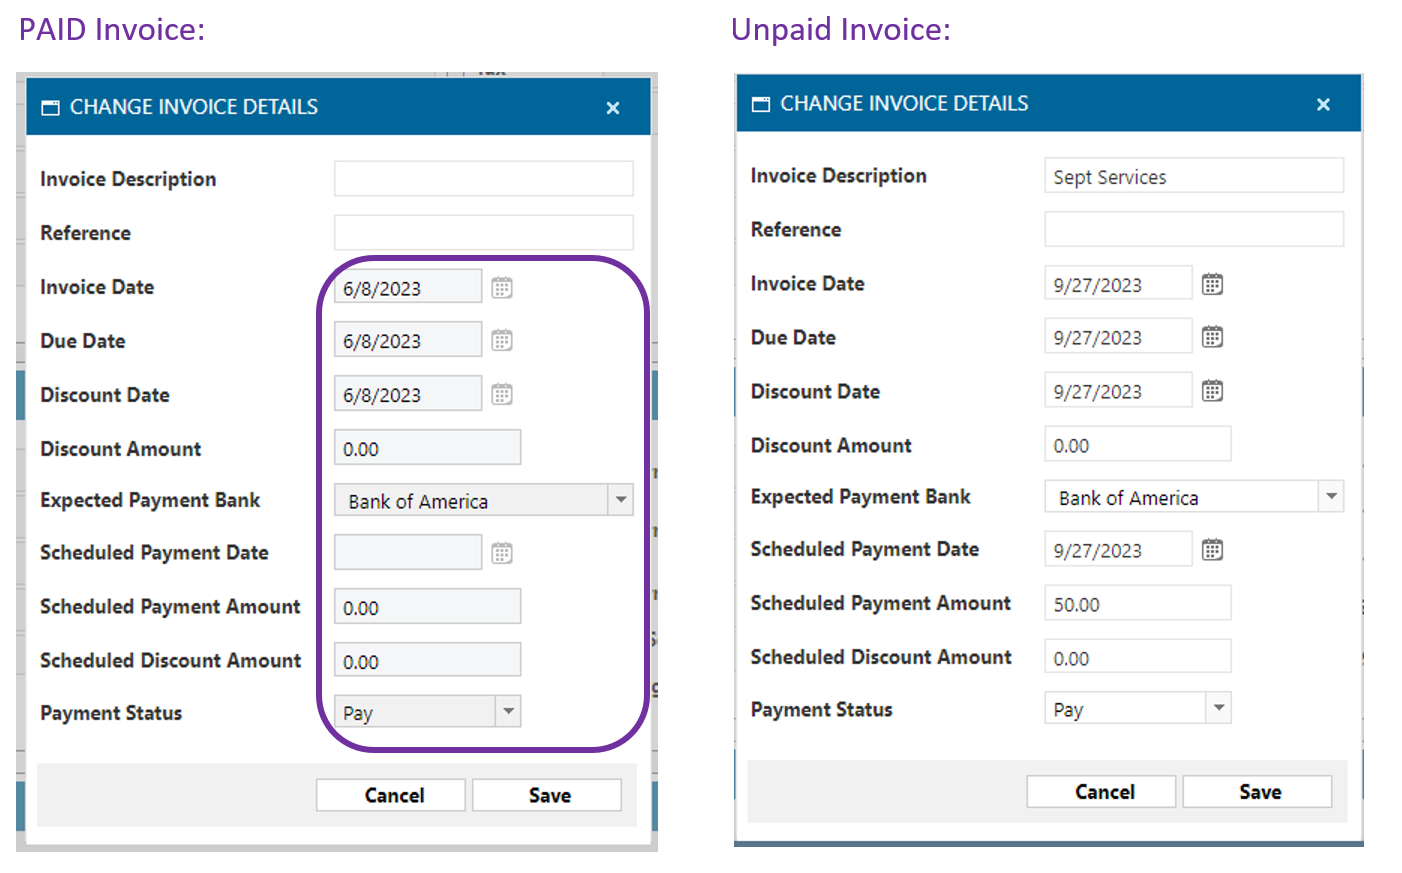 PAID Invoice:
CHANGE INVOICE DETAILS
Invoice Description
Reference
Invoice Date 6/8/2023
Due Date 6/8/2023
Discount Date 6/8/2023
Discount Amount 0.00
Expected Payment Bank Bank of America
Scheduled Payment Date
Scheduled Payment Amount 0.00
Scheduled Discount Amount 0.00
Payment Status Pay
Cancel Save
Unpaid Invoice:
CHANGE INVOICE DETAILS
Invoice Description Sept Services
Reference
Invoice Date 9/27/2023
Due Date 9/27/2023
Discount Date 9/27/2023
Discount Amount 0.00
Expected Payment Bank Bank of America
Scheduled Payment Date 9/27/2023
Scheduled Payment Amount 50.00
Scheduled Discount Amount 0.00
Payment Status Pay
Cancel Save